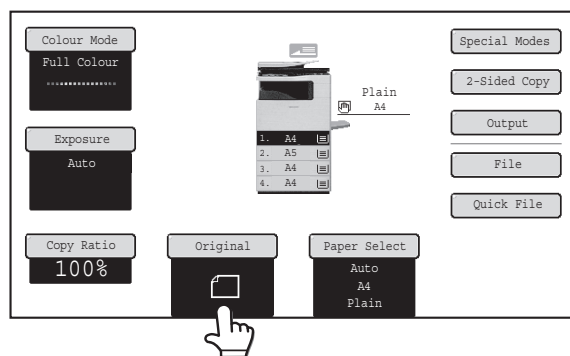 Colour Mode
Full Colour
Exposure
Auto
Copy Ratio
100%
Original
Paper Select
Auto
A4
Plain
Plain
A4
1. A4
2. A5
3. A4
4. A4
Special Modes
2-Sided Copy
Output
File
Quick File